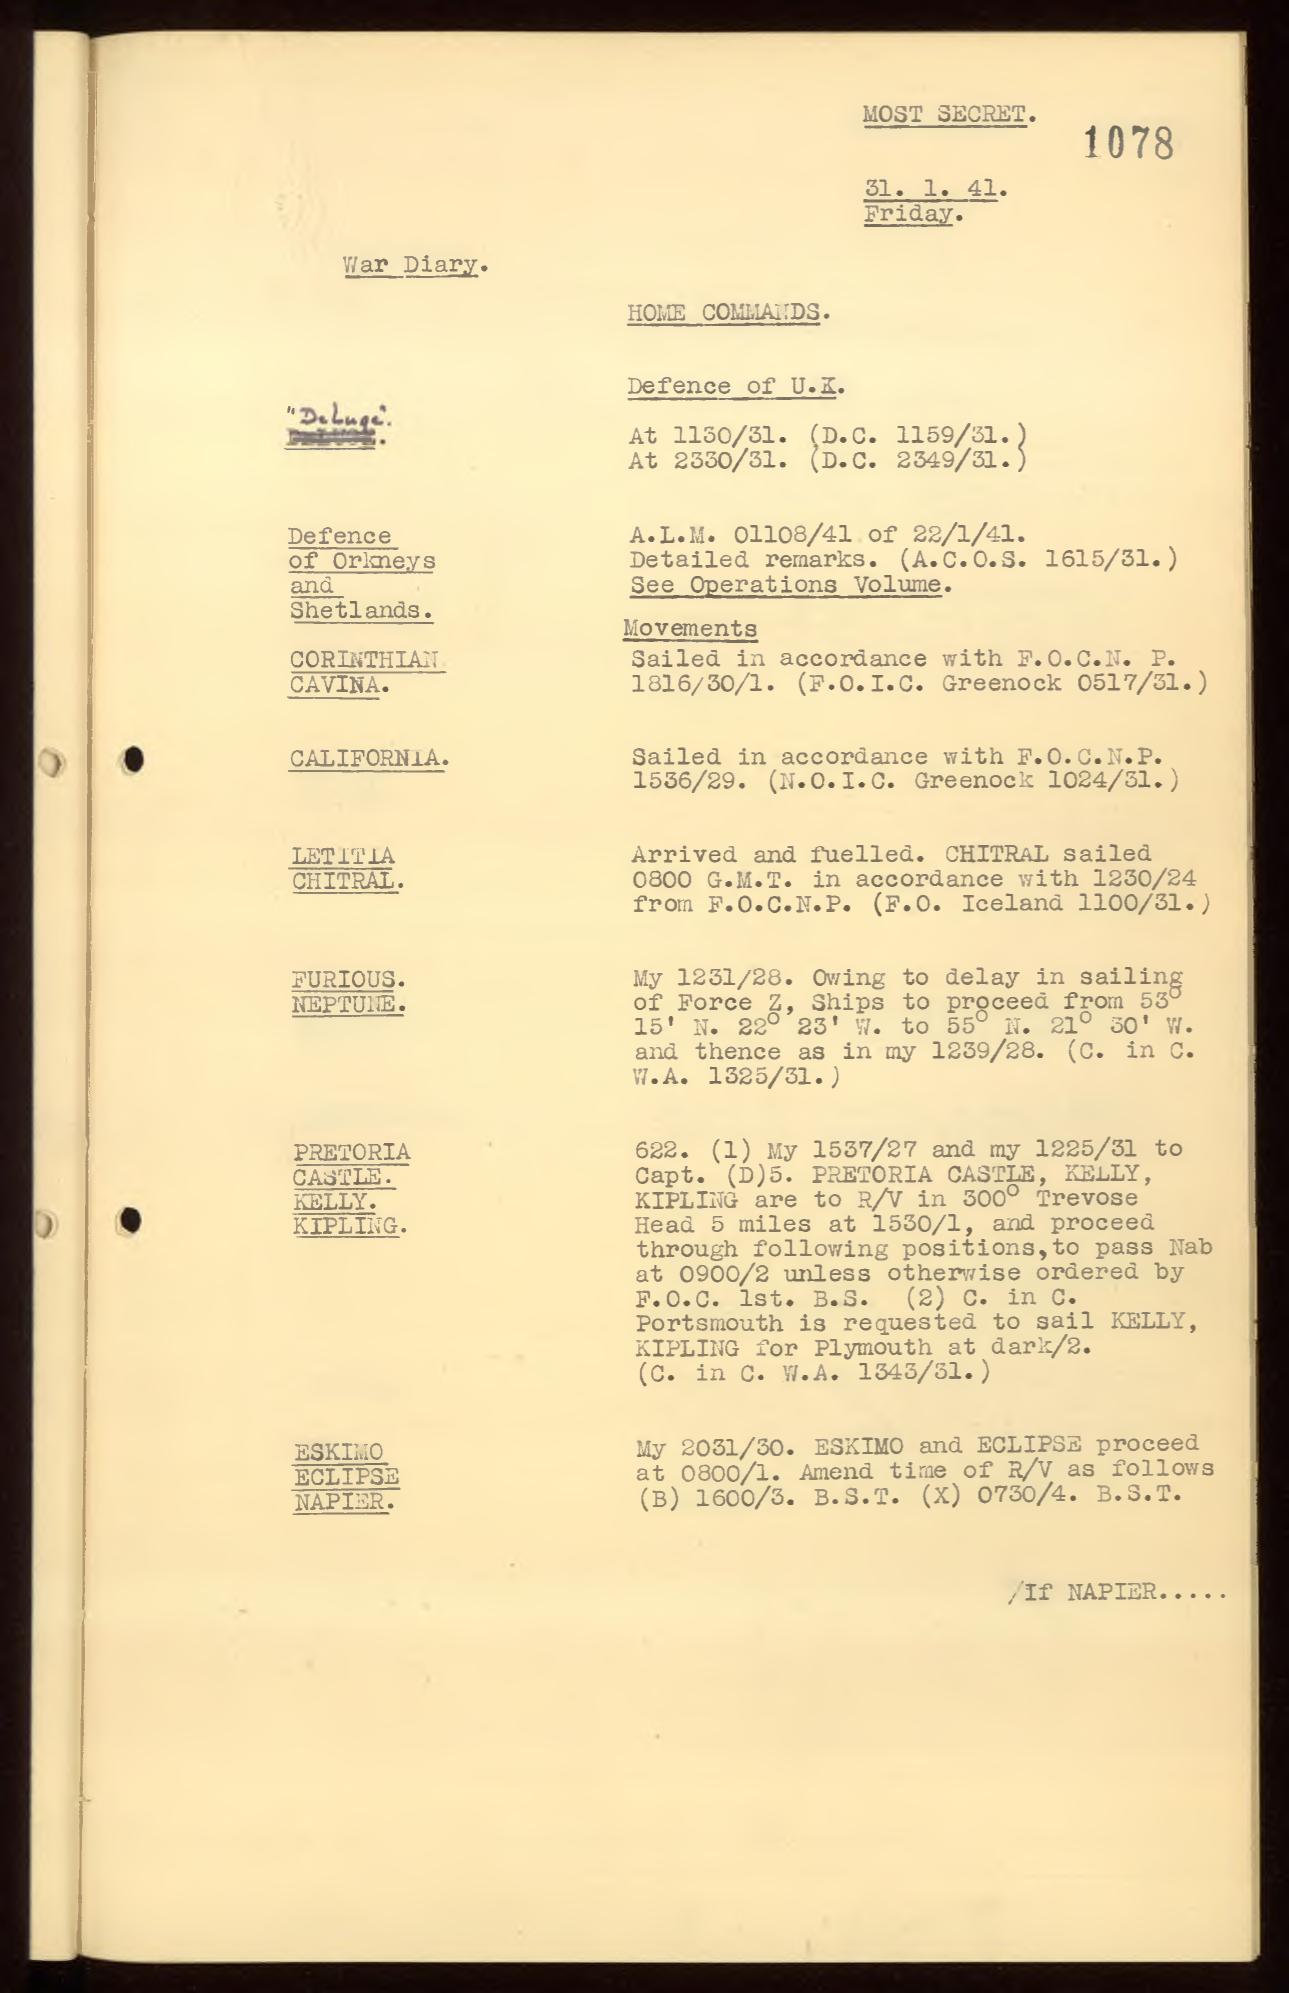 MOST SECRET.
1078
31. 1. 41.
Friday.
War Diary.
HOME COMMANDS.
Defence of U.K.
"Deluge".
At 1130/31. (D.C. 1159/31.)
At 2330/31. (D.C. 2349/31.)
Defence
of Orkneys
and
Shetlands.
A.L.M. 01108/41 of 22/1/41.
Detailed remarks. (A.C.O.S. 1615/31.)
See Operations Volume.
Movements
CORINTHIAN
CAVINA.
Sailed in accordance with F.O.C.N. P.
1816/30/1. (F.O.I.C. Greenock 0517/31.)
CALIFORNIA.
Sailed in accordance with F.O.C.N.P.
1536/29. (N.O.I.C. Greenock 1024/31.)
LETITIA
CHITRAL.
Arrived and fuelled. CHITRAL sailed
0800 G.M.T. in accordance with 1230/24
from F.O.C.N.P. (F.O. Iceland 1100/31.)
FURIOUS.
NEPTUNE.
My 1231/28. Owing to delay in sailing
of Force Z, Ships to proceed from 53°
15' N. 22° 23' W. to 55° N. 21° 30' W.
and thence as in my 1239/28. (C. in C.
W.A. 1325/31.)
PRETORIA
CASTLE.
KELLY.
KIPLING.
622. (1) My 1537/27 and my 1225/31 to
Capt. (D)5. PRETORIA CASTLE, KELLY,
KIPLING are to R/V in 300° Trevose
Head 5 miles at 1530/1, and proceed
through following positions,to pass Nab
at 0900/2 unless otherwise ordered by
F.O.C. 1st. B.S. (2) C. in C.
Portsmouth is requested to sail KELLY,
KIPLING for Plymouth at dark/2.
(C. in C. W.A. 1343/31.)
ESKIMO
ECLIPSE
NAPIER.
My 2031/30. ESKIMO and ECLIPSE proceed
at 0800/1. Amend time of R/V as follows
(B) 1600/3. B.S.T. (X) 0730/4. B.S.T.
/If NAPIER.....